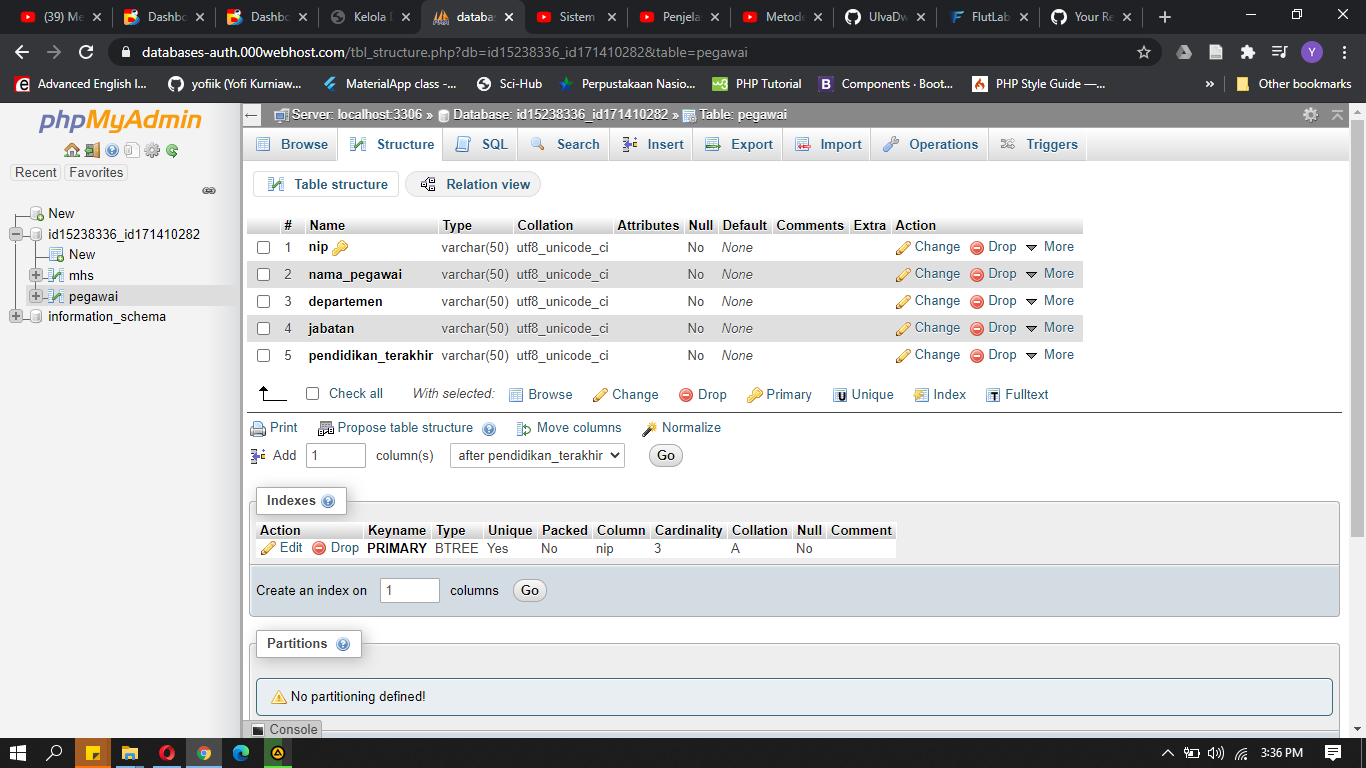 (39) M
Dashbo
Dashbo
Kelola
databas
Sistem
Penjela
Metode
UlvaDw
FlutLab
Your Re
databases-auth.000webhost.com/tbl_structure.php?db=id15238336_id171410282&table=pegawai
Y
Advanced English I...
yofiik (Yofi Kurniaw...
MaterialApp class -...
Sci-Hub
Perpustakaan Nasio...
PHP Tutorial
Components · Boot...
PHP Style Guide —...
»
Other bookmarks
phpMyAdmin
Recent Favorites
New
id15238336_id171410282
New
mhs
pegawai
information_schema
Server: localhost:3306 » Database: id15238336_id171410282 » Table: pegawai
Browse Structure SQL Search Insert Export Import Operations Triggers
Table structure Relation view
# Name Type Collation Attributes Null Default Comments Extra Action
1 nip varchar(50) utf8_unicode_ci No None Change Drop More
2 nama_pegawai varchar(50) utf8_unicode_ci No None Change Drop More
3 departemen varchar(50) utf8_unicode_ci No None Change Drop More
4 jabatan varchar(50) utf8_unicode_ci No None Change Drop More
5 pendidikan_terakhir varchar(50) utf8_unicode_ci No None Change Drop More
Check all With selected: Browse Change Drop Primary Unique Index Fulltext
Print Propose table structure Move columns Normalize
Add 1 column(s) after pendidikan_terakhir Go
Indexes
Action Keyname Type Unique Packed Column Cardinality Collation Null Comment
Edit Drop PRIMARY BTREE Yes No nip 3 A No
Create an index on 1 columns Go
Partitions
No partitioning defined!
Console
3:36 PM